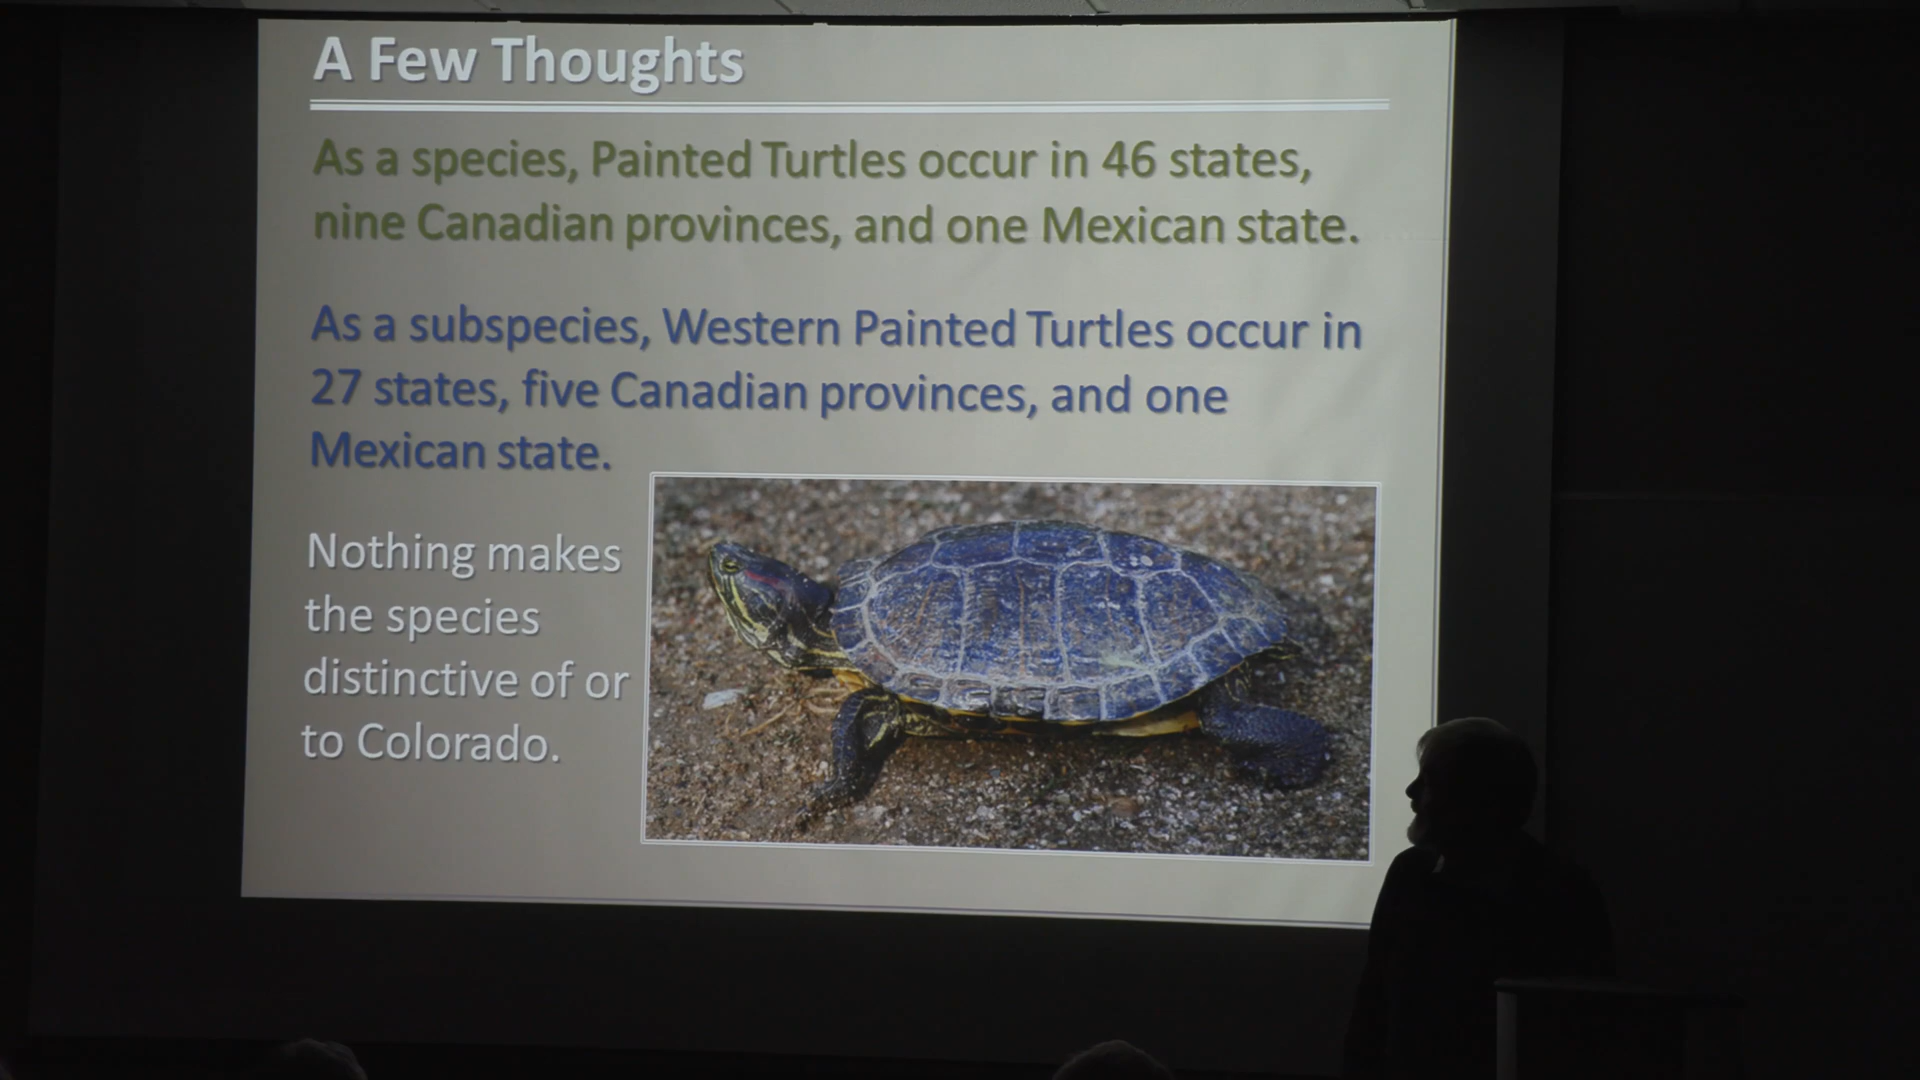 A Few Thoughts
As a species, Painted Turtles occur in 46 states,
nine Canadian provinces, and one Mexican state.
As a subspecies, Western Painted Turtles occur in
27 states, five Canadian provinces, and one
Mexican state.
Nothing makes
the species
distinctive of or
to Colorado.